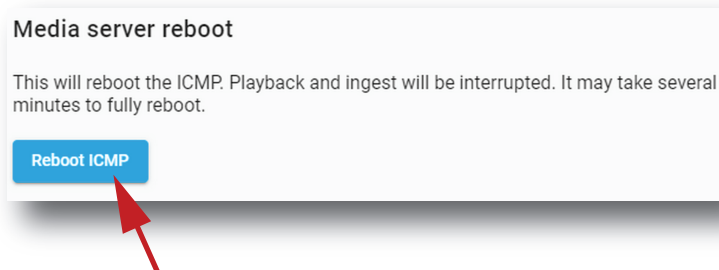 Media server reboot
This will reboot the ICMP. Playback and ingest will be interrupted. It may take several
minutes to fully reboot.
Reboot ICMP